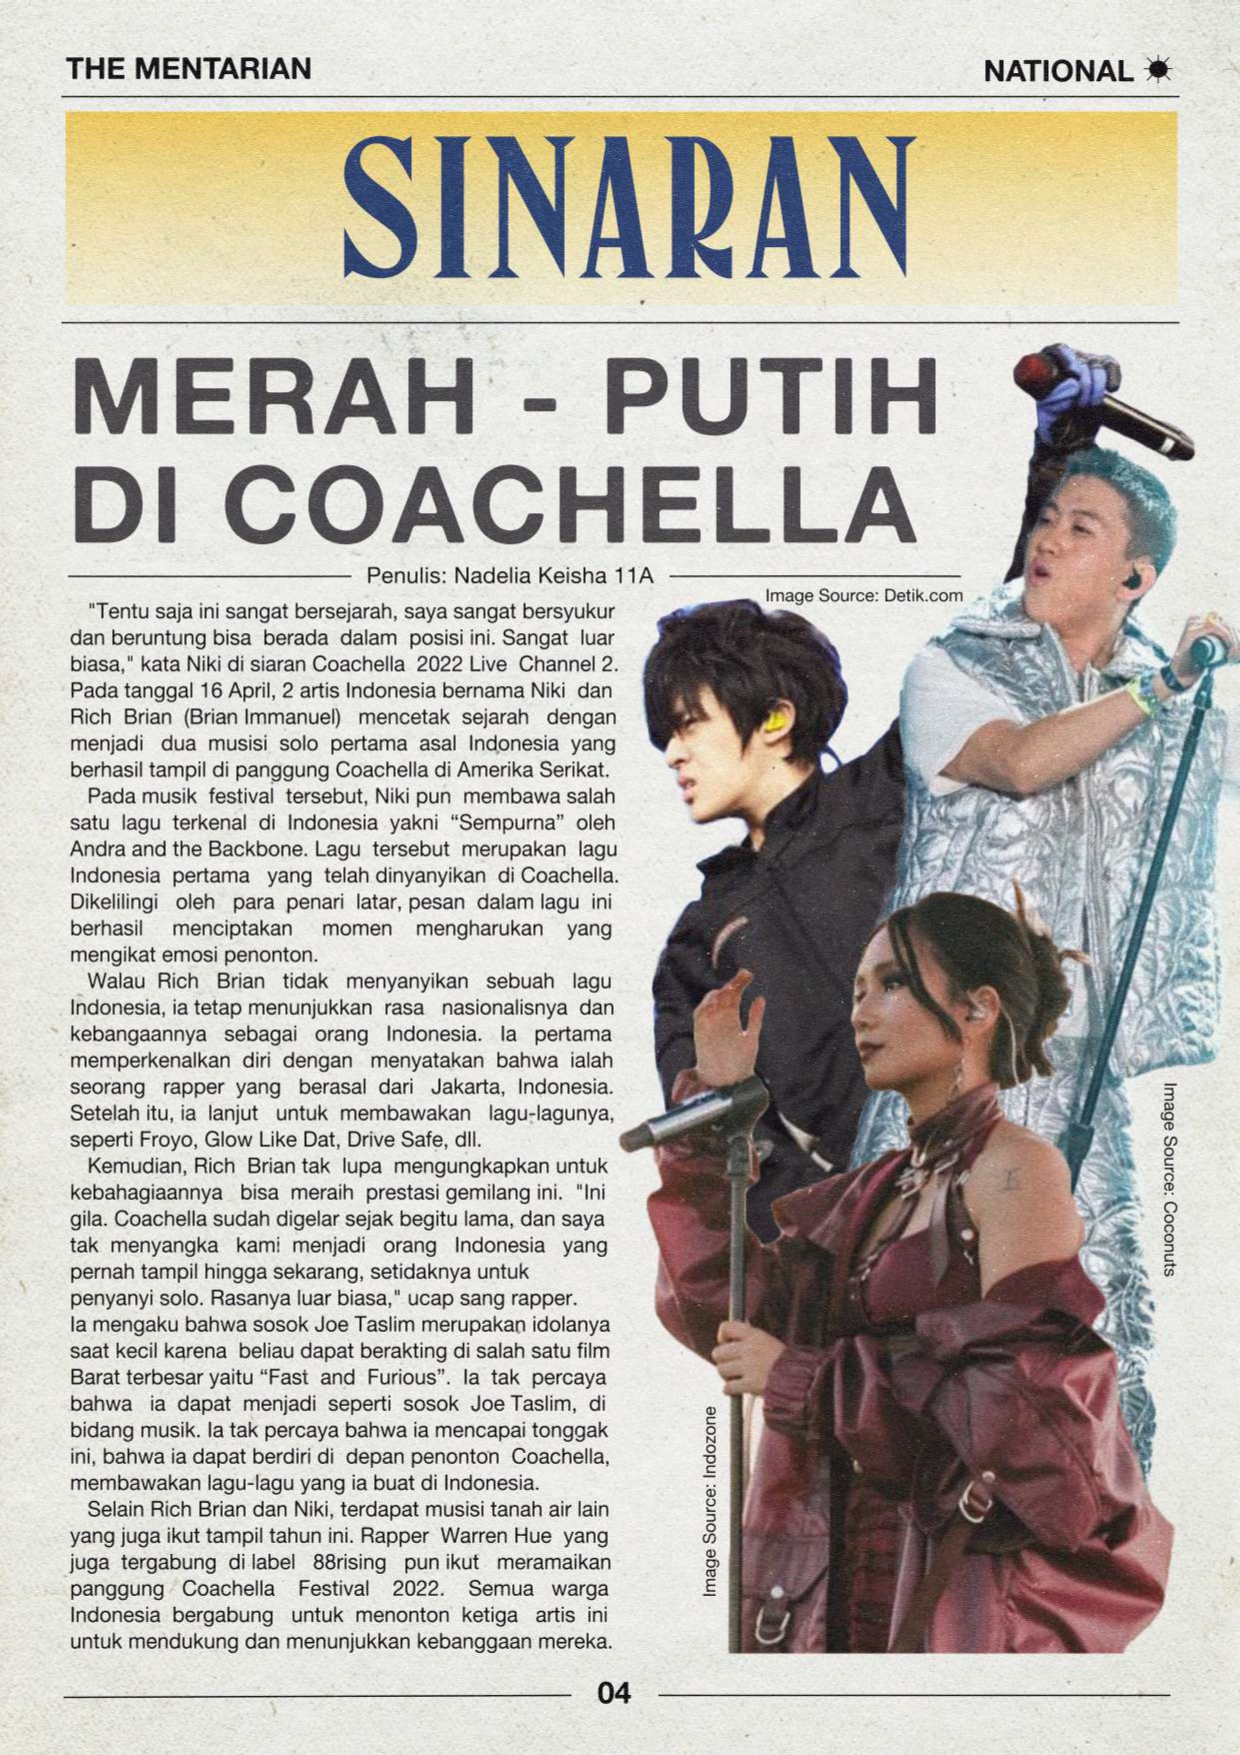 THE MENTARIAN
NATIONAL
SINARAN
MERAH - PUTIH
DI COACHELLA
Penulis: Nadelia Keisha 11A
Image Source: Detik.com
"Tentu saja ini sangat bersejarah, saya sangat bersyukur
dan beruntung bisa berada dalam posisi ini. Sangat luar
biasa," kata Niki di siaran Coachella 2022 Live Channel 2.
Pada tanggal 16 April, 2 artis Indonesia bernama Niki dan
Rich Brian (Brian Immanuel) mencetak sejarah dengan
menjadi dua musisi solo pertama asal Indonesia yang
berhasil tampil di panggung Coachella di Amerika Serikat.
Pada musik festival tersebut, Niki pun membawa salah
satu lagu terkenal di Indonesia yakni “Sempurna” oleh
Andra and the Backbone. Lagu tersebut merupakan lagu
Indonesia pertama yang telah dinyanyikan di Coachella.
Dikelilingi oleh para penari latar, pesan dalam lagu ini
berhasil menciptakan momen mengharukan yang
mengikat emosi penonton.
Walau Rich Brian tidak menyanyikan sebuah lagu
Indonesia, ia tetap menunjukkan rasa nasionalisnya dan
kebangaannya sebagai orang Indonesia. Ia pertama
memperkenalkan diri dengan menyatakan bahwa ialah
seorang rapper yang berasal dari Jakarta, Indonesia.
Setelah itu, ia lanjut untuk membawakan lagu-lagunya,
seperti Froyo, Glow Like Dat, Drive Safe, dll.
Kemudian, Rich Brian tak lupa mengungkapkan untuk
kebahagiaannya bisa meraih prestasi gemilang ini. "Ini
gila. Coachella sudah digelar sejak begitu lama, dan saya
tak menyangka kami menjadi orang Indonesia yang
pernah tampil hingga sekarang, setidaknya untuk
penyanyi solo. Rasanya luar biasa," ucap sang rapper.
Ia mengaku bahwa sosok Joe Taslim merupakan idolanya
saat kecil karena beliau dapat berakting di salah satu film
Barat terbesar yaitu “Fast and Furious”. Ia tak percaya
bahwa ia dapat menjadi seperti sosok Joe Taslim, di
bidang musik. Ia tak percaya bahwa ia mencapai tonggak
ini, bahwa ia dapat berdiri di depan penonton Coachella,
membawakan lagu-lagu yang ia buat di Indonesia.
Selain Rich Brian dan Niki, terdapat musisi tanah air lain
yang juga ikut tampil tahun ini. Rapper Warren Hue yang
juga tergabung di label 88rising pun ikut meramaikan
panggung Coachella Festival 2022. Semua warga
Indonesia bergabung untuk menonton ketiga artis ini
untuk mendukung dan menunjukkan kebanggaan mereka.
Image Source: Coconuts
Image Source: Indozone
04